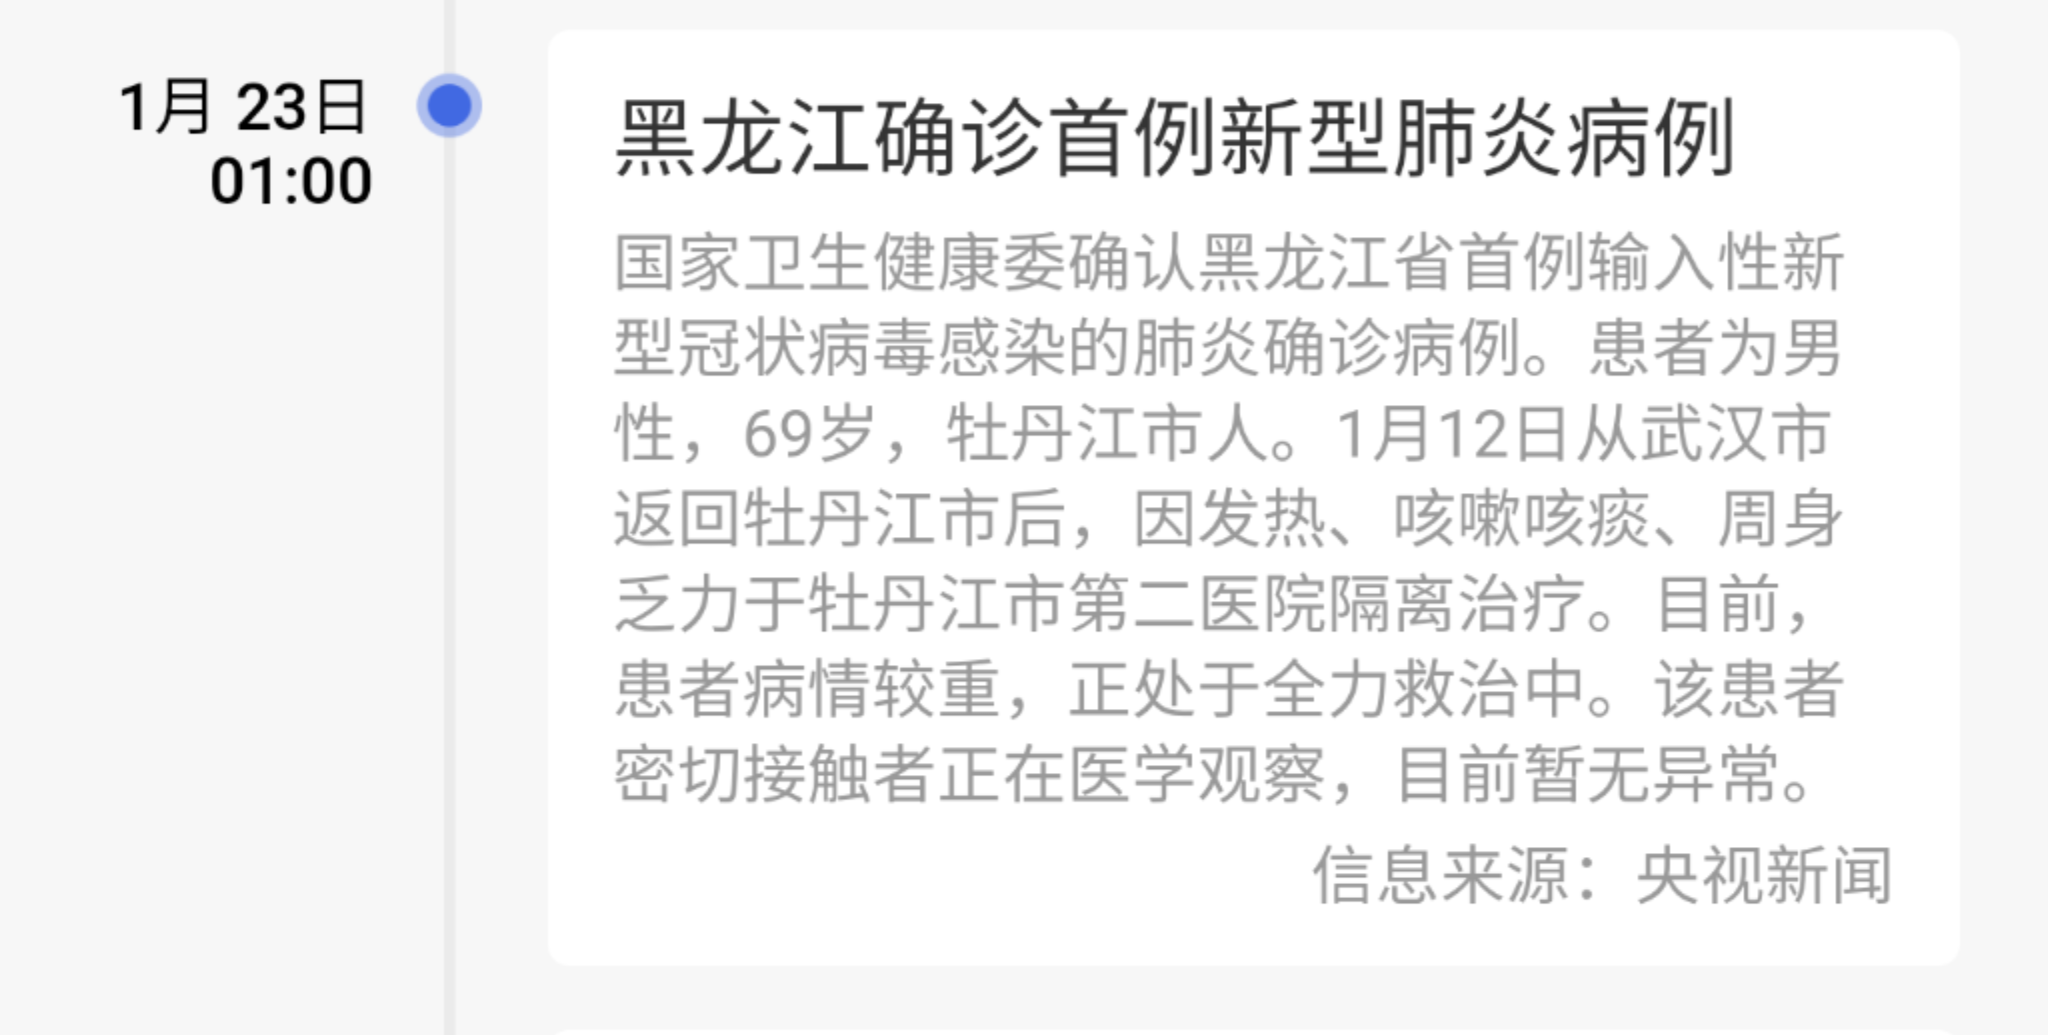 1月 23日
01:00
黑龙江确诊首例新型肺炎病例
国家卫生健康委确认黑龙江省首例输入性新
型冠状病毒感染的肺炎确诊病例。患者为男
性，69岁，牡丹江市人。1月12日从武汉市
返回牡丹江市后，因发热、咳嗽咳痰、周身
乏力于牡丹江市第二医院隔离治疗。目前，
患者病情较重，正处于全力救治中。该患者
密切接触者正在医学观察，目前暂无异常。
信息来源：央视新闻